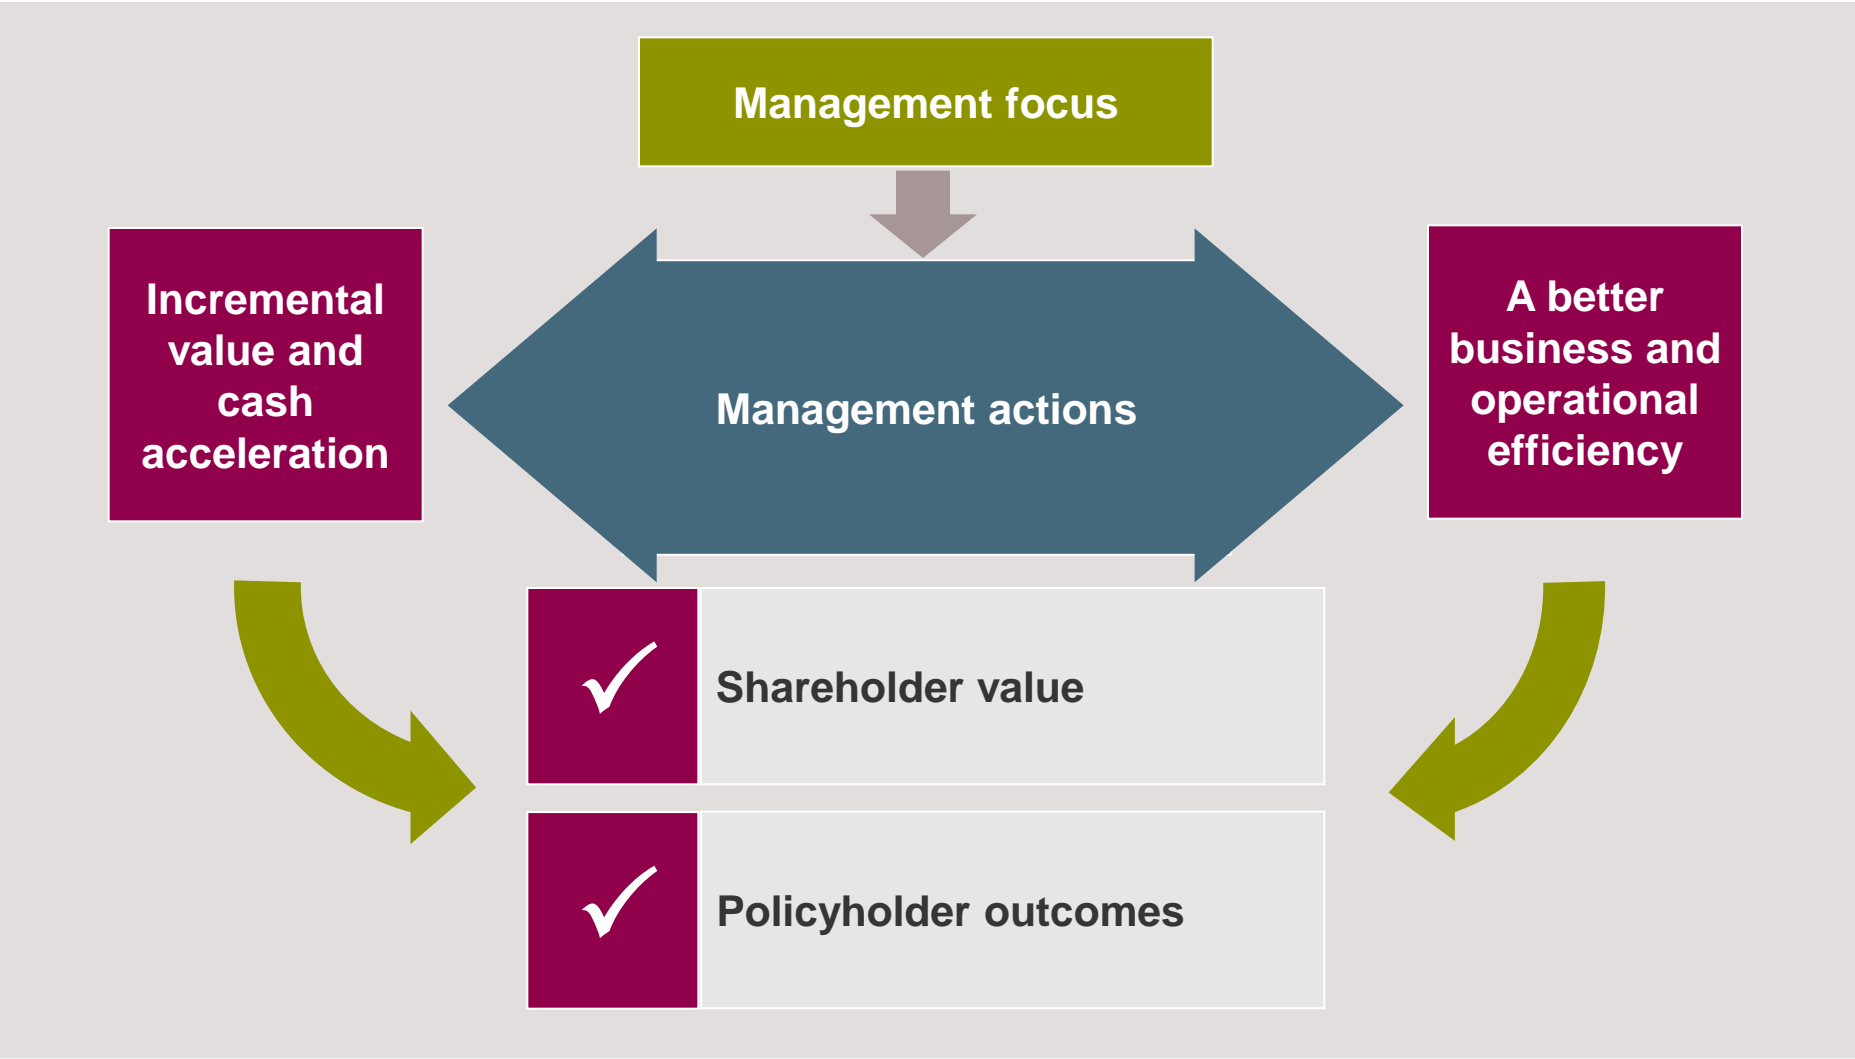 Management focus
Incremental
value and
cash
acceleration
Management actions
A better
business and
operational
efficiency
Shareholder value
Policyholder outcomes